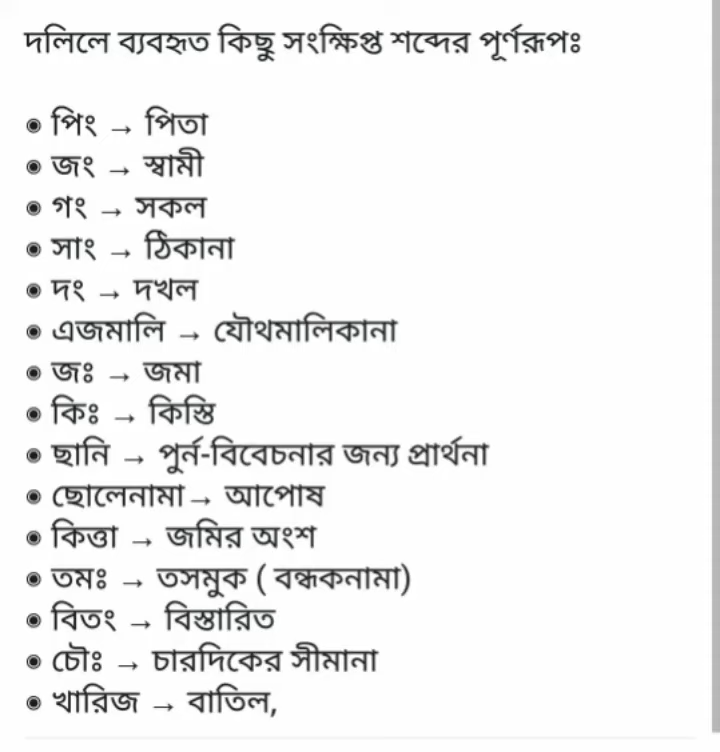 দলিলে ব্যবহৃত কিছু সংক্ষিপ্ত শব্দের পূর্ণরূপঃ
◉ পিং → পিতা
◉ জং → স্বামী
◉ গং → সকল
◉ সাং → ঠিকানা
◉ দং → দখল
◉ এজমালি → যৌথমালিকানা
◉ জঃ → জমা
◉ কিঃ → কিস্তি
◉ ছানি → পুর্ন-বিবেচনার জন্য প্রার্থনা
◉ ছোলেনামা → আপোষ
◉ কিত্তা → জমির অংশ
◉ তমঃ → তসমুক ( বন্ধকনামা)
◉ বিতং → বিস্তারিত
◉ চৌঃ → চারদিকের সীমানা
◉ খারিজ → বাতিল,